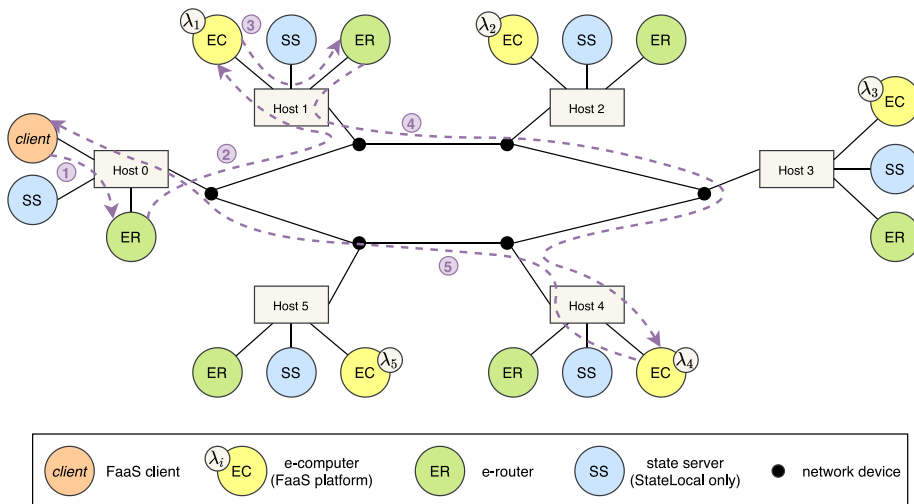 λ1
EC
3
SS
ER
λ2
EC
SS
ER
Host 1
Host 2
λ3
EC
client
1
2
4
Host 0
Host 3
SS
SS
ER
ER
5
Host 5
Host 4
ER
SS
EC
λ5
ER
SS
EC
λ4
client
FaaS client
λi
EC
e-computer
(FaaS platform)
ER
e-router
SS
state server
(StateLocal only)
network device